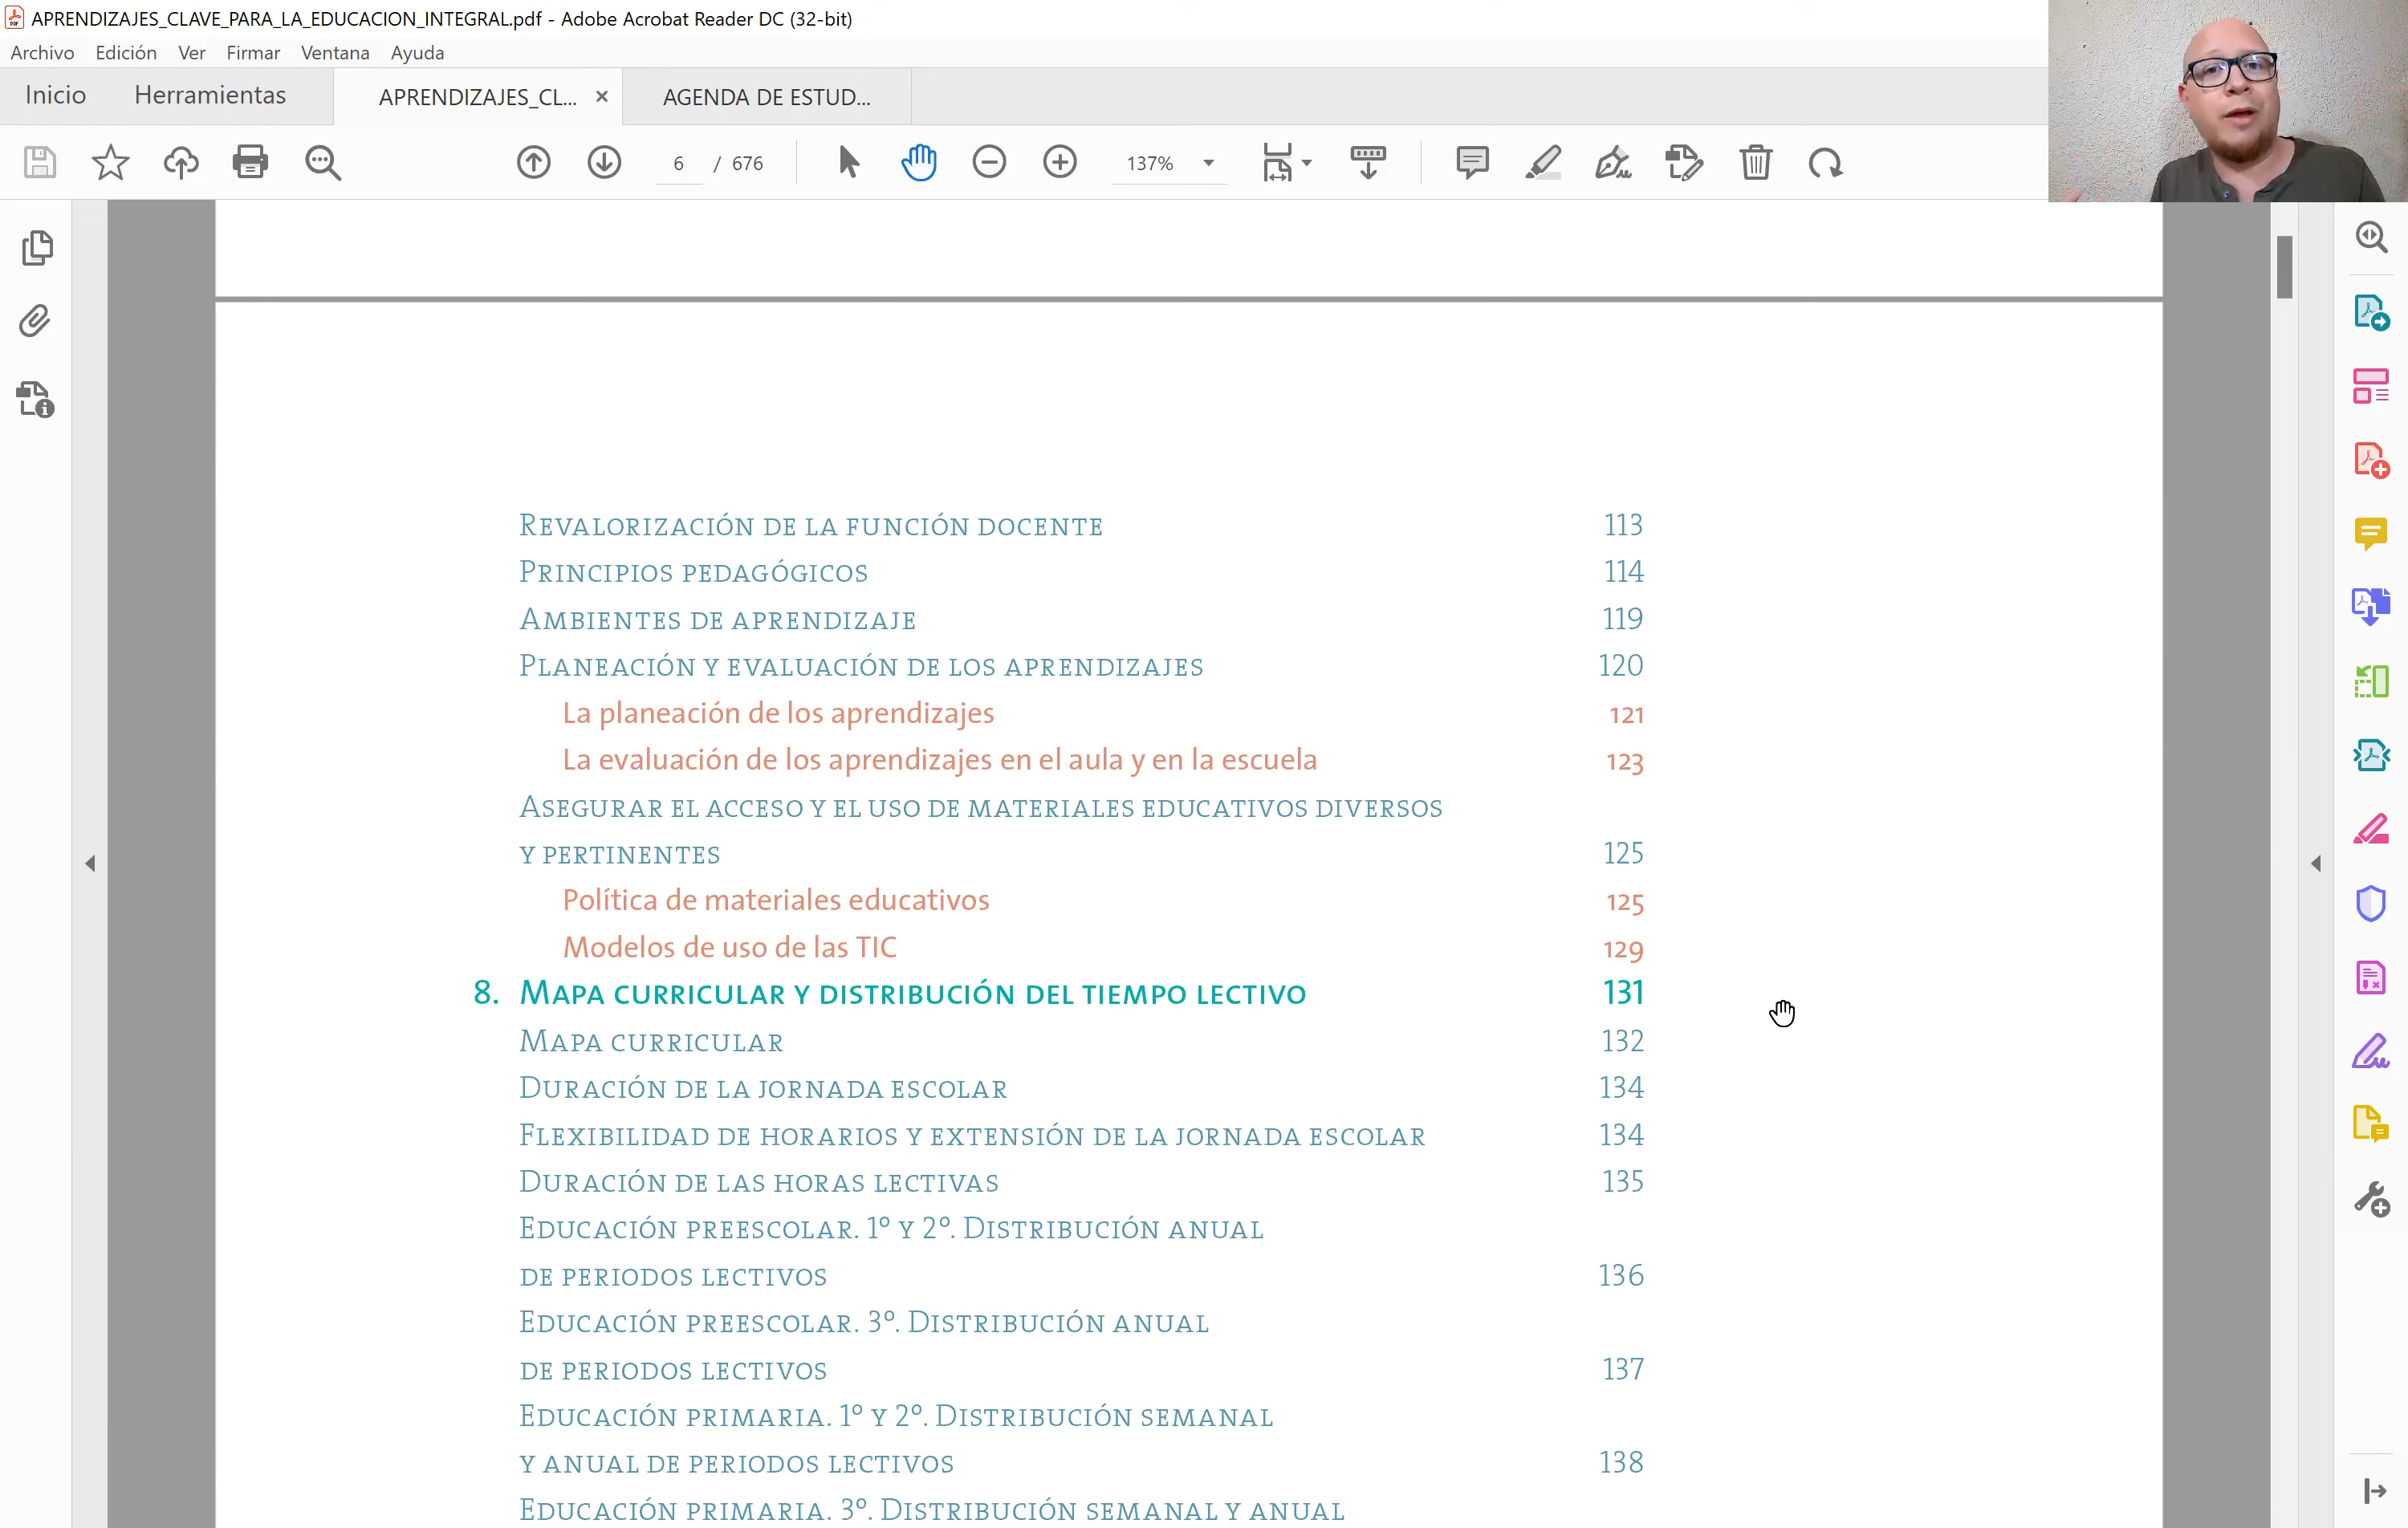 APRENDIZAJES_CLAVE_PARA_LA_EDUCACION_INTEGRAL.pdf - Adobe Acrobat Reader DC (32-bit)
Archivo Edición Ver Firmar Ventana Ayuda
Inicio Herramientas APRENDIZAJES_CL... × AGENDA DE ESTUD...
6 / 676 137%
REVALORIZACIÓN DE LA FUNCIÓN DOCENTE 113
PRINCIPIOS PEDAGÓGICOS 114
AMBIENTES DE APRENDIZAJE 119
PLANEACIÓN Y EVALUACIÓN DE LOS APRENDIZAJES 120
La planeación de los aprendizajes 121
La evaluación de los aprendizajes en el aula y en la escuela 123
ASEGURAR EL ACCESO Y EL USO DE MATERIALES EDUCATIVOS DIVERSOS
Y PERTINENTES 125
Política de materiales educativos 125
Modelos de uso de las TIC 129
8. MAPA CURRICULAR Y DISTRIBUCIÓN DEL TIEMPO LECTIVO 131
MAPA CURRICULAR 132
DURACIÓN DE LA JORNADA ESCOLAR 134
FLEXIBILIDAD DE HORARIOS Y EXTENSIÓN DE LA JORNADA ESCOLAR 134
DURACIÓN DE LAS HORAS LECTIVAS 135
EDUCACIÓN PREESCOLAR. 1º Y 2º. DISTRIBUCIÓN ANUAL
DE PERIODOS LECTIVOS 136
EDUCACIÓN PREESCOLAR. 3º. DISTRIBUCIÓN ANUAL
DE PERIODOS LECTIVOS 137
EDUCACIÓN PRIMARIA. 1º Y 2º. DISTRIBUCIÓN SEMANAL
Y ANUAL DE PERIODOS LECTIVOS 138
EDUCACIÓN PRIMARIA. 3º. DISTRIBUCIÓN SEMANAL Y ANUAL